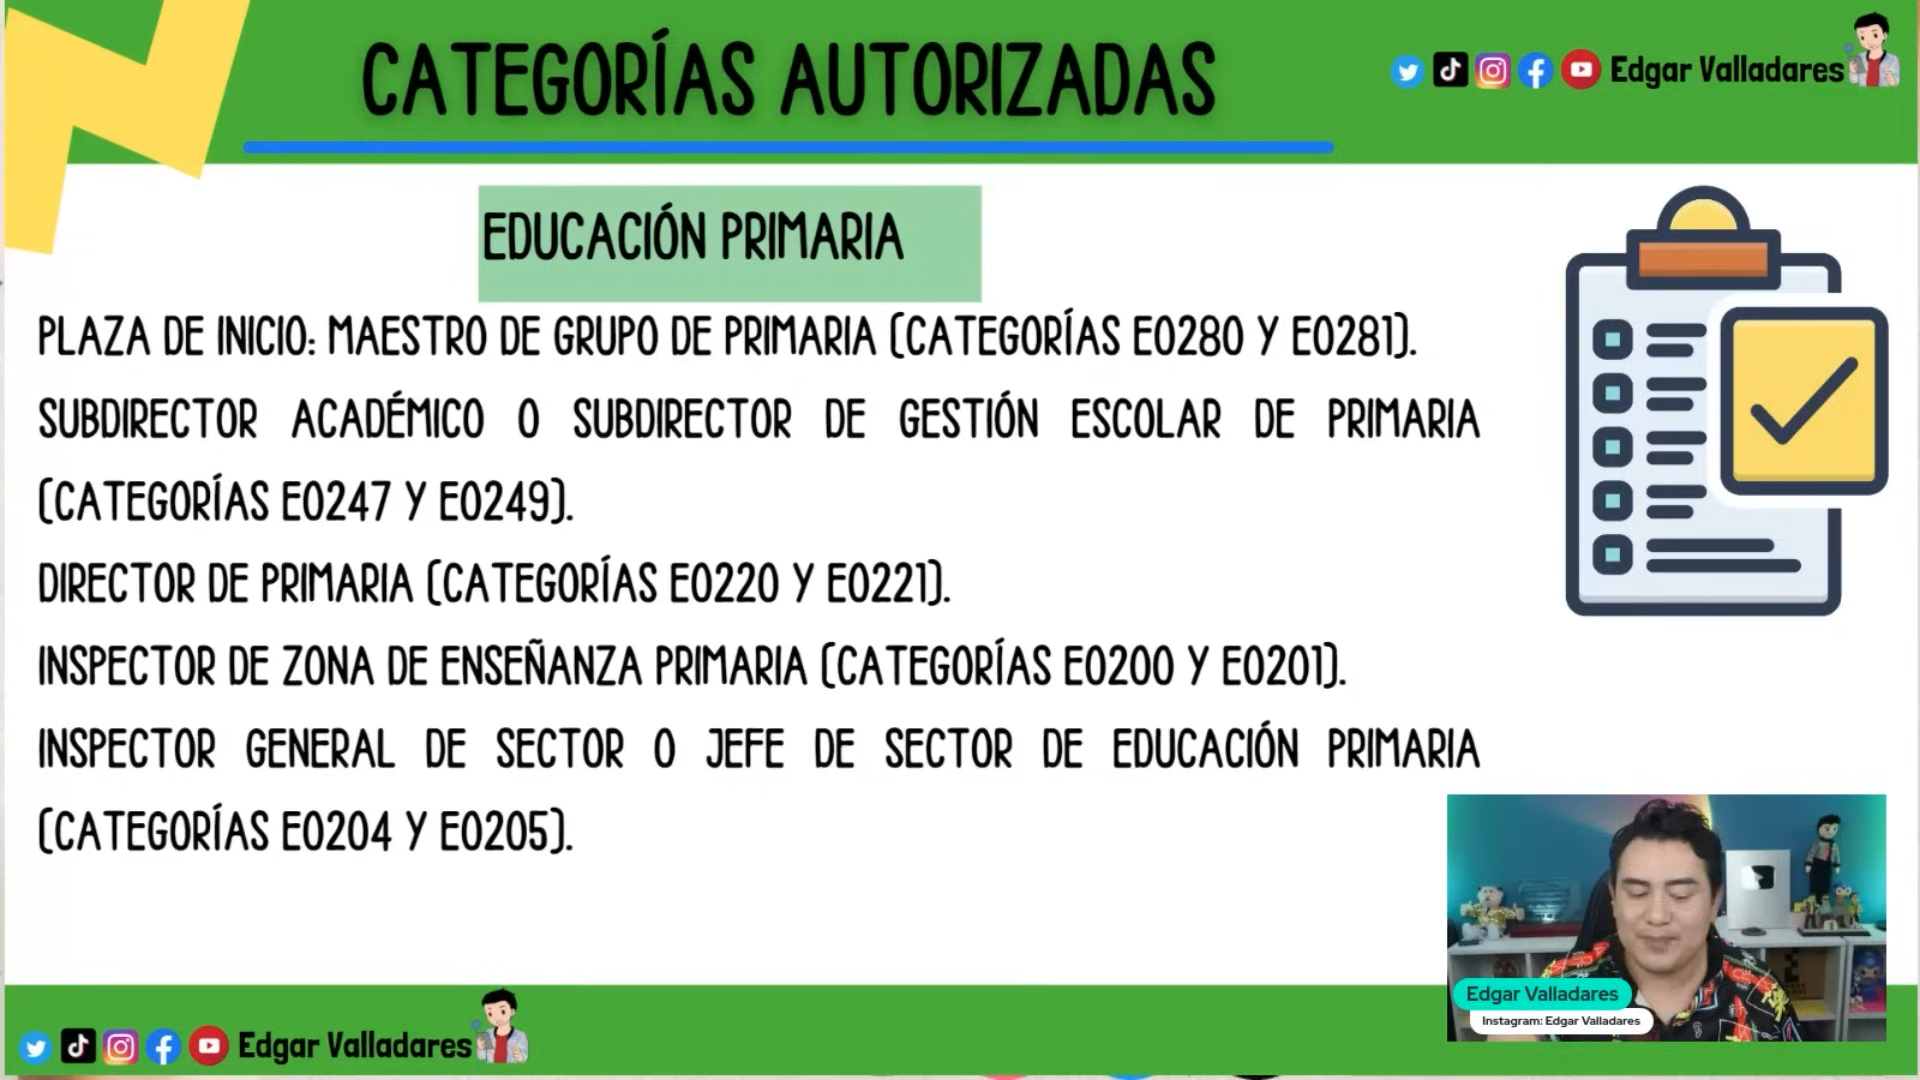 CATEGORÍAS AUTORIZADAS
Edgar Valladares
EDUCACIÓN PRIMARIA
PLAZA DE INICIO: MAESTRO DE GRUPO DE PRIMARIA (CATEGORÍAS E0280 Y E0281).
SUBDIRECTOR ACADÉMICO O SUBDIRECTOR DE GESTIÓN ESCOLAR DE PRIMARIA
(CATEGORÍAS E0247 Y E0249).
DIRECTOR DE PRIMARIA (CATEGORÍAS E0220 Y E0221).
INSPECTOR DE ZONA DE ENSEÑANZA PRIMARIA (CATEGORÍAS E0200 Y E0201).
INSPECTOR GENERAL DE SECTOR O JEFE DE SECTOR DE EDUCACIÓN PRIMARIA
(CATEGORÍAS E0204 Y E0205).
Edgar Valladares
Instagram: Edgar Valladares
Edgar Valladares